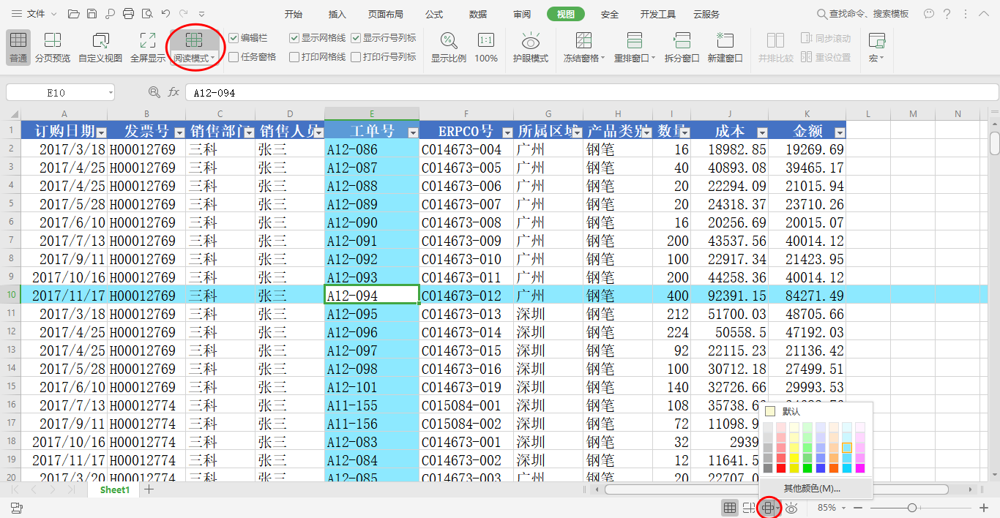 文件 开始 插入 页面布局 公式 数据 审阅 视图 安全 开发工具 云服务 查找命令、搜索模板
编辑栏 显示网格线 显示行号列标 同步滚动
任务窗格 打印网格线 打印行号列标 重设位置
普通 分页预览 自定义视图 全屏显示 阅读模式 显示比例 100% 护眼模式 冻结窗格 重排窗口 拆分窗口 新建窗口 并排比较 宏
E10 fx A12-094
A B C D E F G H I J K L M N
1 订购日期 发票号 销售部门 销售人员 工单号 ERPCO号 所属区域 产品类别 数量 成本 金额
2 2017/3/18 H00012769 三科 张三 A12-086 C014673-004 广州 钢笔 16 18982.85 19269.69
3 2017/4/25 H00012769 三科 张三 A12-087 C014673-005 广州 钢笔 40 40893.08 39465.17
4 2017/4/25 H00012769 三科 张三 A12-088 C014673-006 广州 钢笔 20 22294.09 21015.94
5 2017/5/28 H00012769 三科 张三 A12-089 C014673-007 广州 钢笔 20 24318.37 23710.26
6 2017/6/10 H00012769 三科 张三 A12-090 C014673-008 广州 钢笔 16 20256.69 20015.07
7 2017/7/13 H00012769 三科 张三 A12-091 C014673-009 广州 钢笔 200 43537.56 40014.12
8 2017/9/11 H00012769 三科 张三 A12-092 C014673-010 广州 钢笔 100 22917.34 21423.95
9 2017/10/16 H00012769 三科 张三 A12-093 C014673-011 广州 钢笔 200 44258.36 40014.12
10 2017/11/17 H00012769 三科 张三 A12-094 C014673-012 广州 钢笔 400 92391.15 84271.49
11 2017/3/18 H00012769 三科 张三 A12-095 C014673-013 深圳 钢笔 212 51700.03 48705.66
12 2017/4/25 H00012769 三科 张三 A12-096 C014673-014 深圳 钢笔 224 50558.5 47192.03
13 2017/4/25 H00012769 三科 张三 A12-097 C014673-015 深圳 钢笔 92 22115.23 21136.42
14 2017/5/28 H00012769 三科 张三 A12-098 C014673-016 深圳 钢笔 100 30712.18 27499.51
15 2017/6/10 H00012769 三科 张三 A12-101 C014673-019 深圳 钢笔 140 32726.66 29993.53
16 2017/7/13 H00012774 三科 张三 A11-155 C015084-001 深圳 钢笔 108 35738.6
17 2017/9/11 H00012774 三科 张三 A11-156 C015084-002 深圳 钢笔 72 11098.9
18 2017/10/16 H00012774 三科 张三 A12-083 C014673-001 深圳 钢笔 32 2939
19 2017/11/17 H00012774 三科 张三 A12-084 C014673-002 深圳 钢笔 12 11641.5
20 2017/3/20 H00012774 三科 张三 A12-085 C014673-003 深圳 钢笔 20 22707.0
默认
其他颜色(M)...
Sheet1
85%